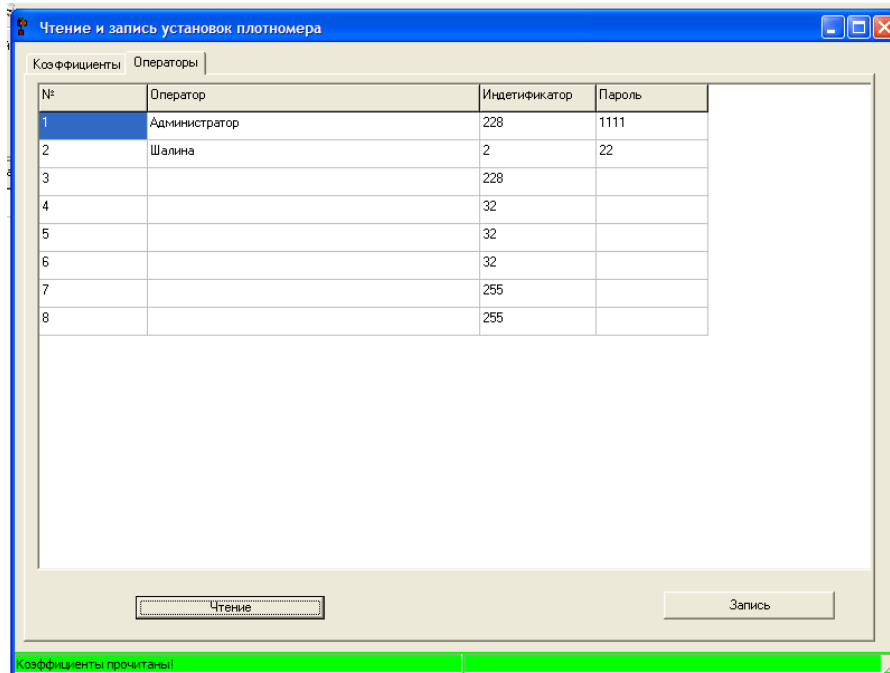 Чтение и запись установок плотномера
Коэффициенты Операторы
№ Оператор Индетификатор Пароль
1 Администратор 228 1111
2 Шалина 2 22
3 228
4 32
5 32
6 32
7 255
8 255
Чтение Запись
Коэффициенты прочитаны!